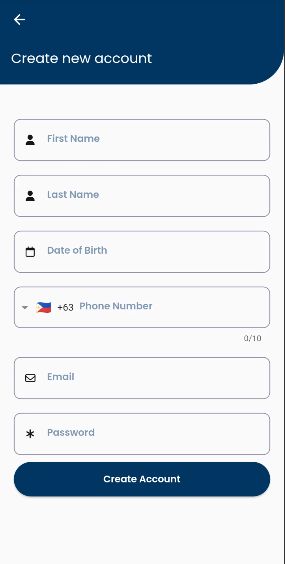 Create new account
First Name
Last Name
Date of Birth
+63 Phone Number
0/10
Email
Password
Create Account